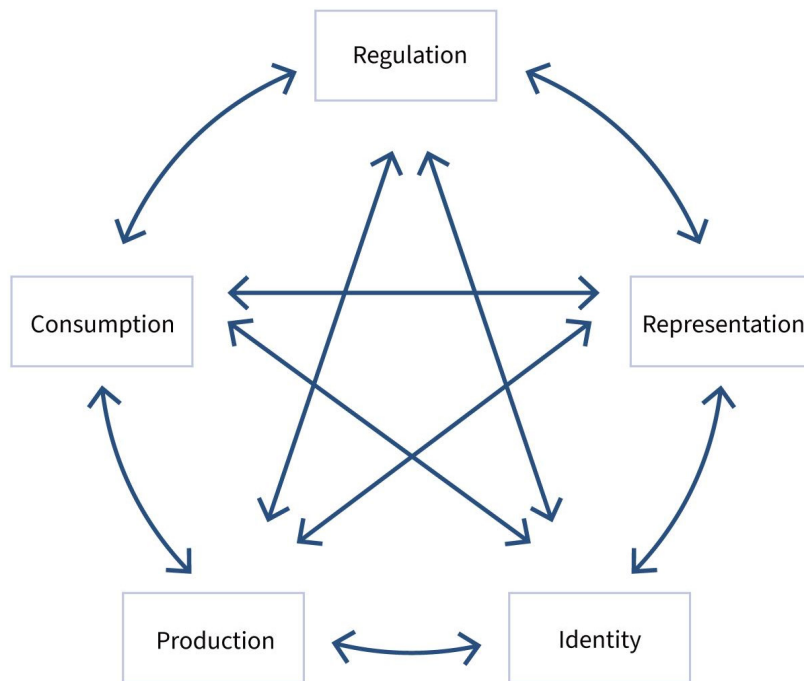 Regulation
Consumption
Representation
Production
Identity